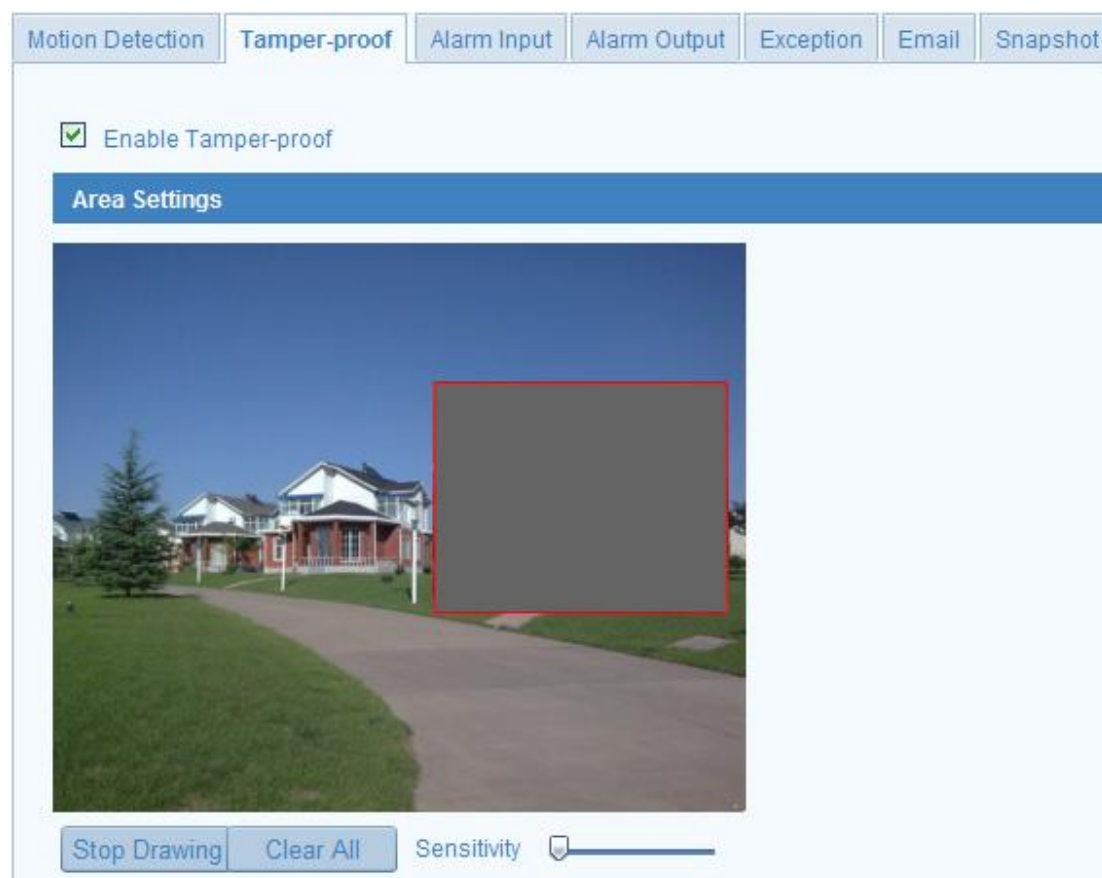 Motion Detection Tamper-proof Alarm Input Alarm Output Exception Email Snapshot
Enable Tamper-proof
Area Settings
Stop Drawing Clear All Sensitivity